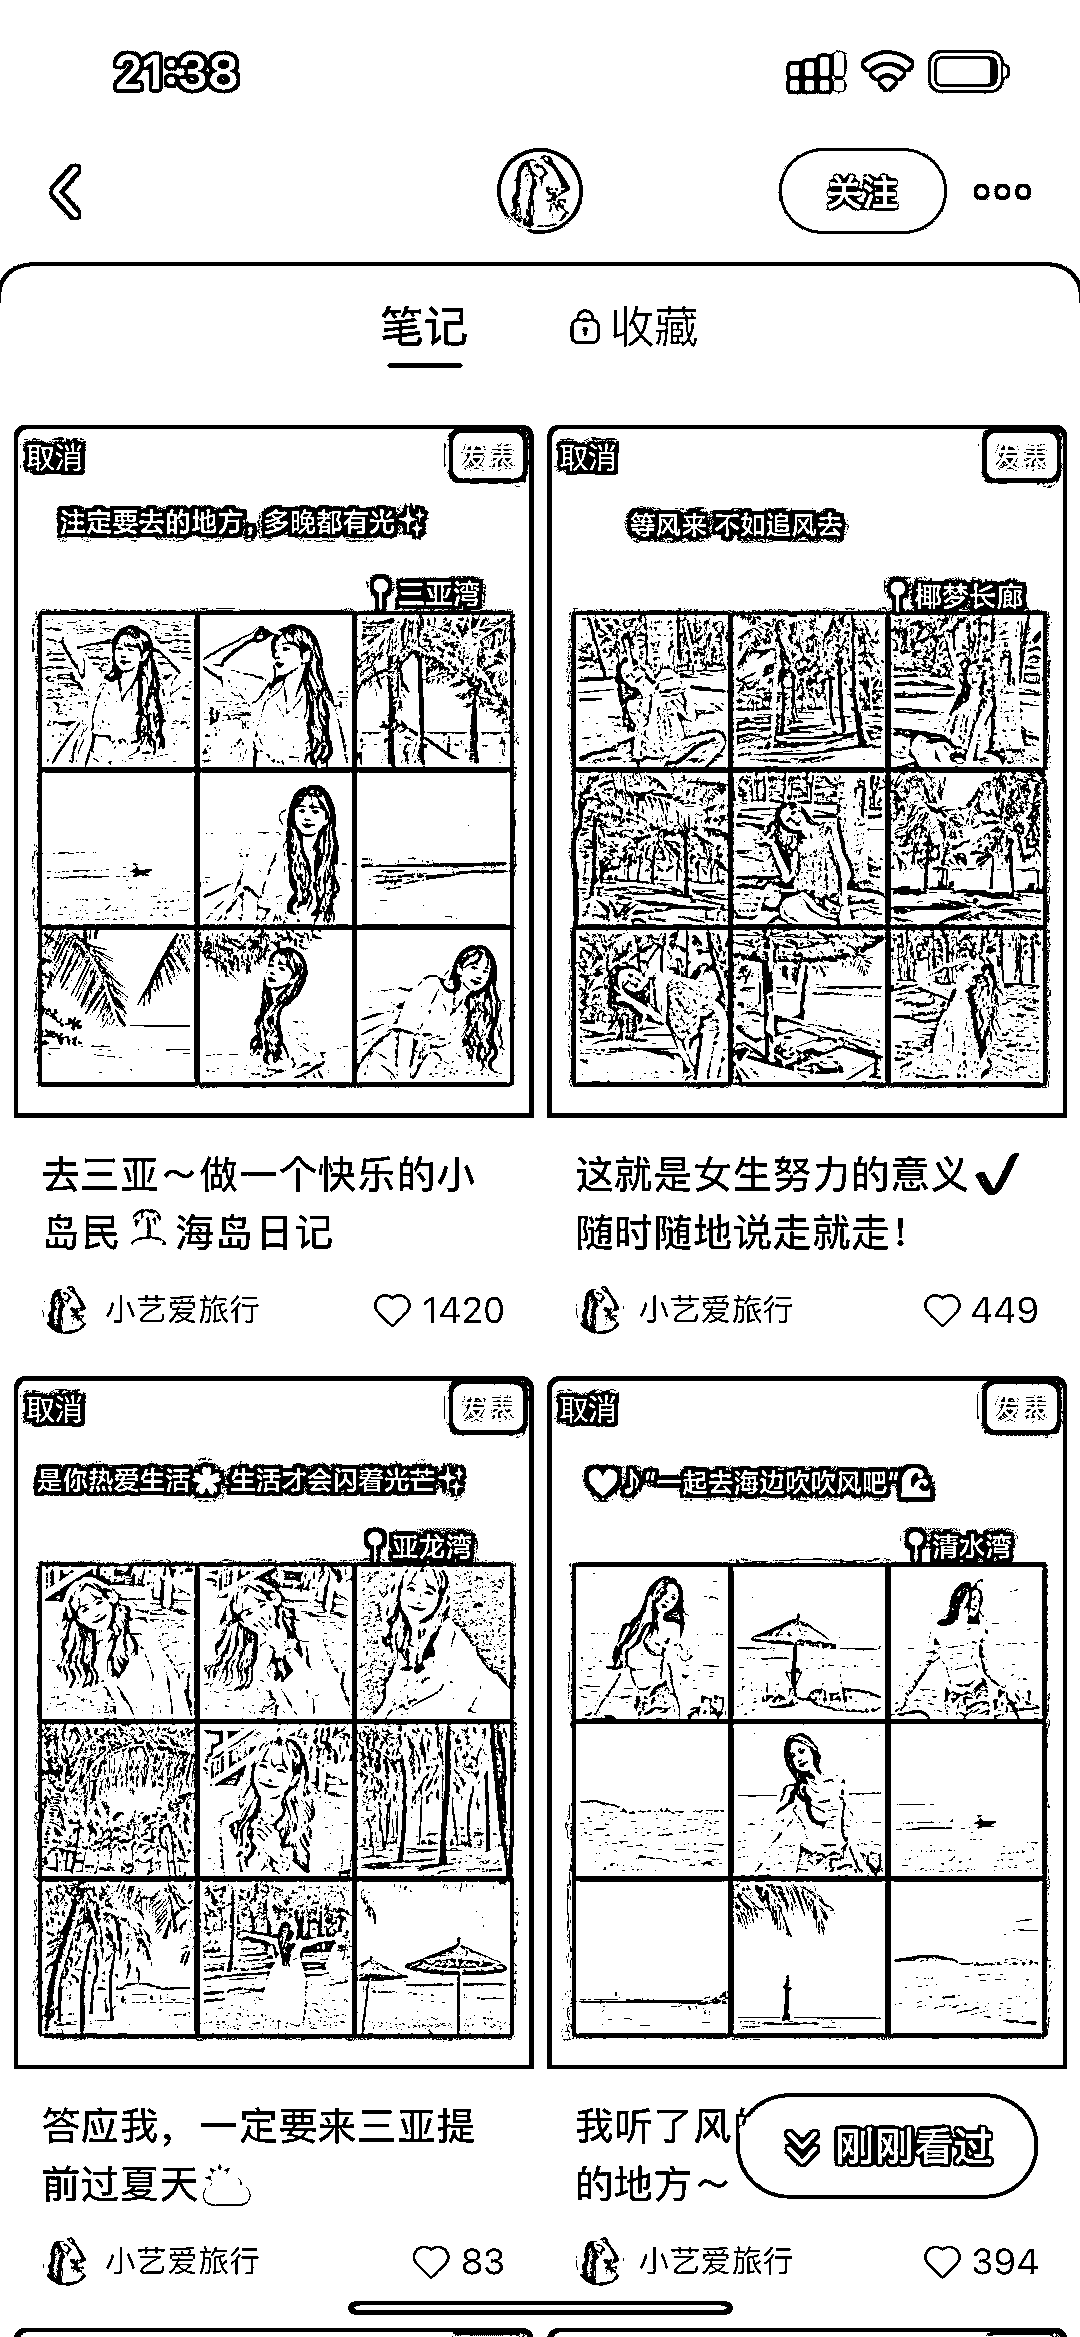 21:38
关注
笔记
收藏
取消
发表
注定要去的地方，多晚都有光
三亚湾
去三亚～做一个快乐的小
岛民🏝海岛日记
小艺爱旅行
1420
取消
发表
等风来 不如追风去
椰梦长廊
这就是女生努力的意义✔
随时随地说走就走！
小艺爱旅行
449
取消
发表
是你热爱生活 生活才会闪着光芒
亚龙湾
答应我，一定要来三亚提
前过夏天
小艺爱旅行
83
取消
发表
♥♪“一起去海边吹吹风吧”🌊
清水湾
我听了风
的地方～
刚刚看过
小艺爱旅行
394